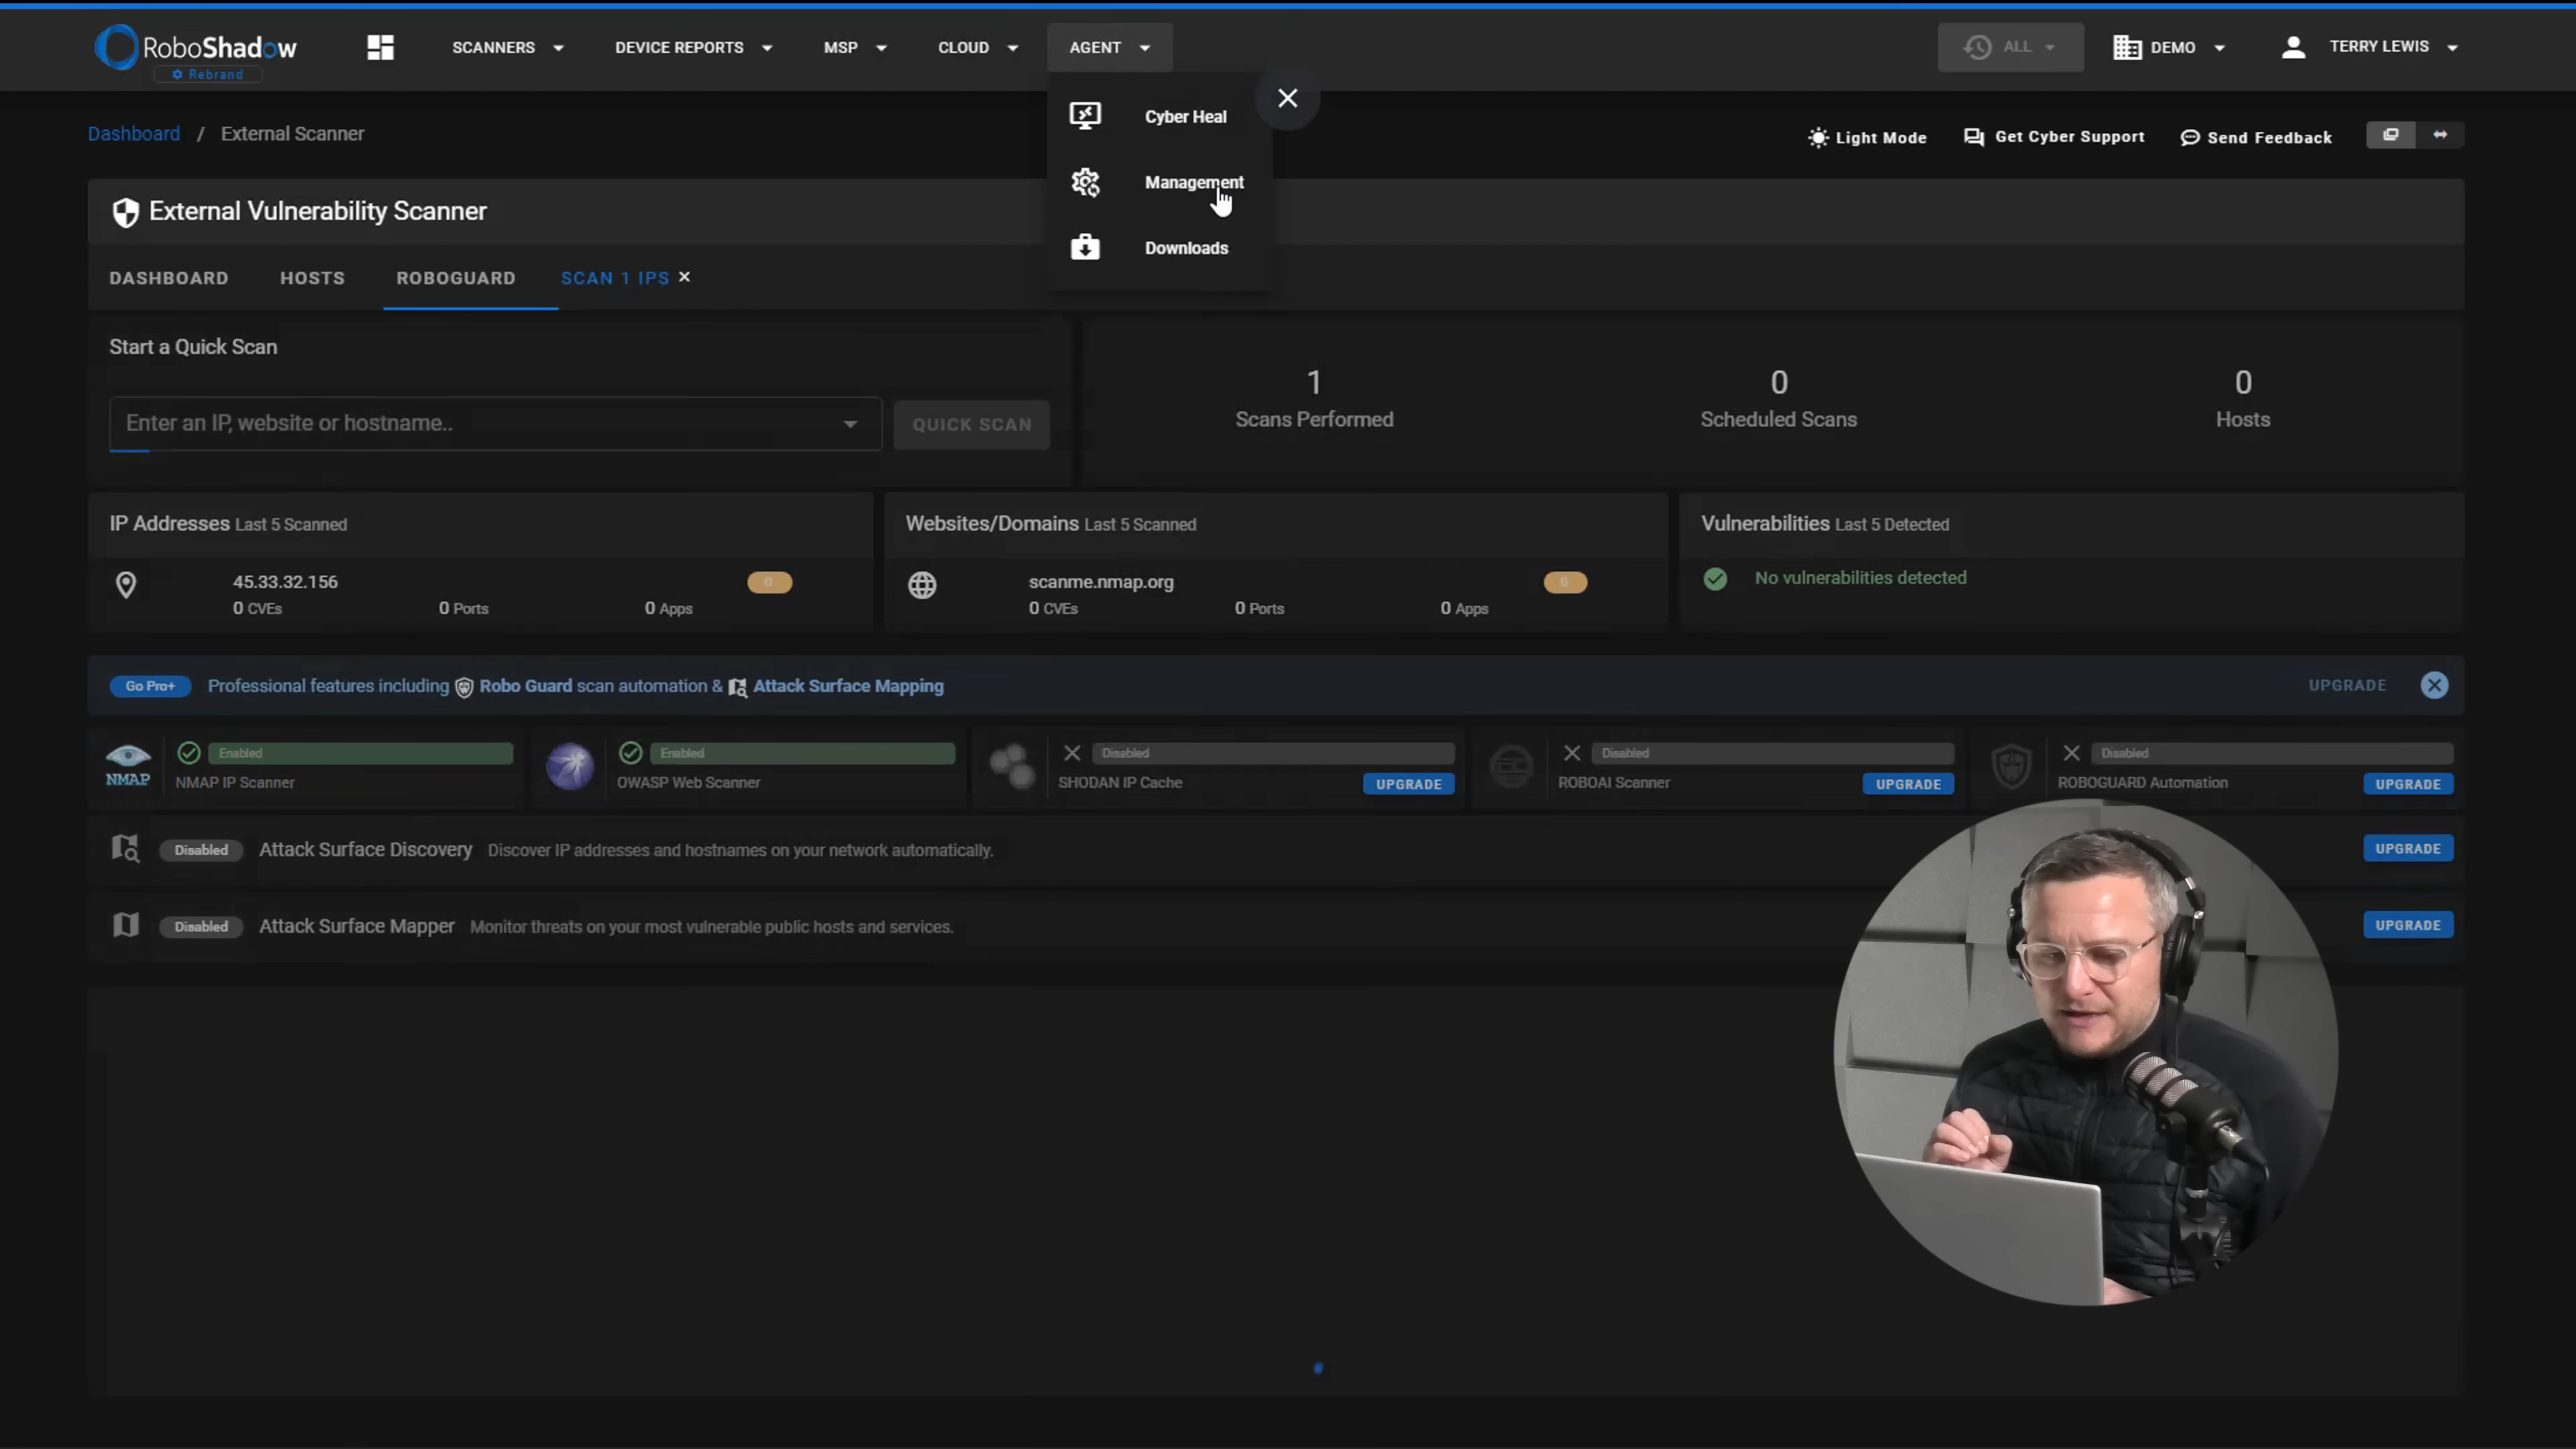 RoboShadow
Rebrand
SCANNERS
DEVICE REPORTS
MSP
CLOUD
AGENT
ALL
DEMO
TERRY LEWIS
Cyber Heal
Management
Downloads
Dashboard / External Scanner
Light Mode
Get Cyber Support
Send Feedback
External Vulnerability Scanner
DASHBOARD
HOSTS
ROBOGUARD
SCAN 1 IPS
Start a Quick Scan
Enter an IP, website or hostname..
QUICK SCAN
1
Scans Performed
0
Scheduled Scans
0
Hosts
IP Addresses Last 5 Scanned
45.33.32.156
0
0 CVEs
0 Ports
0 Apps
Websites/Domains Last 5 Scanned
scanme.nmap.org
0
0 CVEs
0 Ports
0 Apps
Vulnerabilities Last 5 Detected
No vulnerabilities detected
Go Pro+ Professional features including Robo Guard scan automation & Attack Surface Mapping
UPGRADE
NMAP
Enabled
NMAP IP Scanner
Enabled
OWASP Web Scanner
Disabled
SHODAN IP Cache
UPGRADE
Disabled
ROBOAI Scanner
UPGRADE
Disabled
ROBOGUARD Automation
UPGRADE
Disabled Attack Surface Discovery Discover IP addresses and hostnames on your network automatically.
UPGRADE
Disabled Attack Surface Mapper Monitor threats on your most vulnerable public hosts and services.
UPGRADE